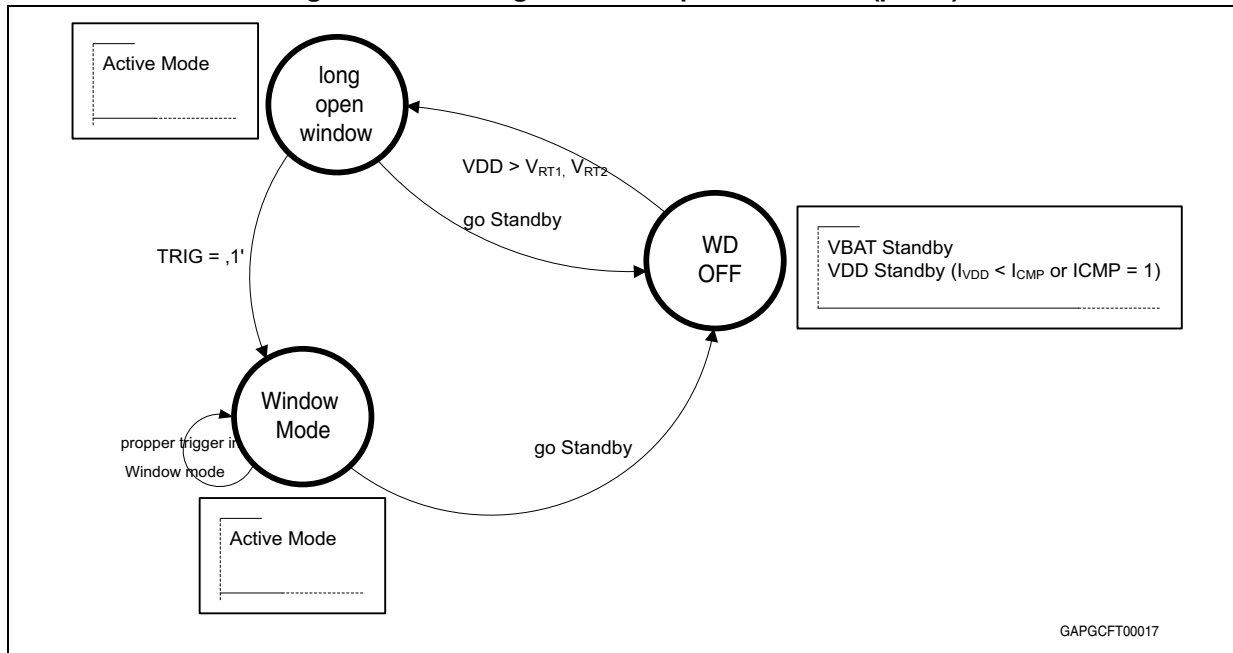 Active Mode
long
open
window
VDD > VRT1, VRT2
go Standby
WD
OFF
VBAT Standby
VDD Standby (IVDD < ICMP or ICMP = 1)
TRIG = ,1'
Window
Mode
propper trigger in
Window mode
go Standby
Active Mode
GAPGCFT00017